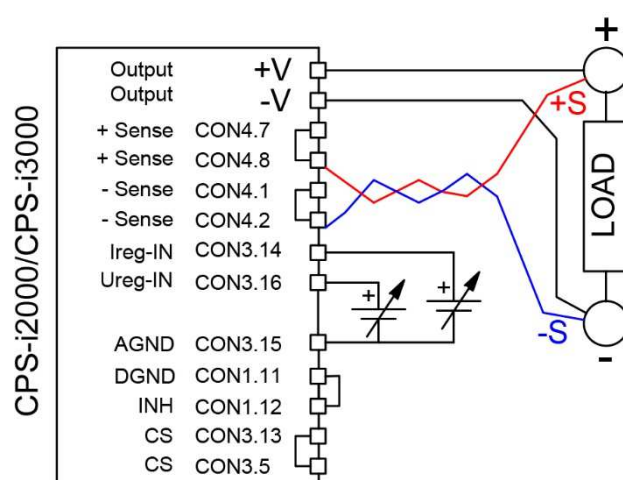 CPS-i2000/CPS-i3000
Output +V
Output -V
+ Sense CON4.7
+ Sense CON4.8
- Sense CON4.1
- Sense CON4.2
Ireg-IN CON3.14
Ureg-IN CON3.16
AGND CON3.15
DGND CON1.11
INH CON1.12
CS CON3.13
CS CON3.5
+ +
+
+S
LOAD
-S
-